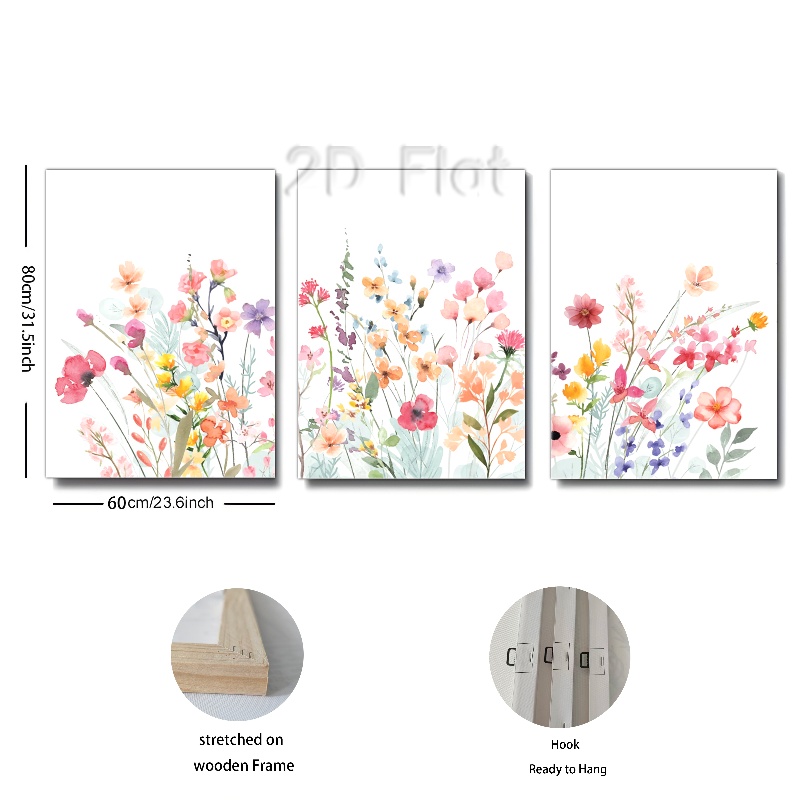 2D Flat
80cm/31.5inch
60cm/23.6inch
stretched on
wooden Frame
Hook
Ready to Hang